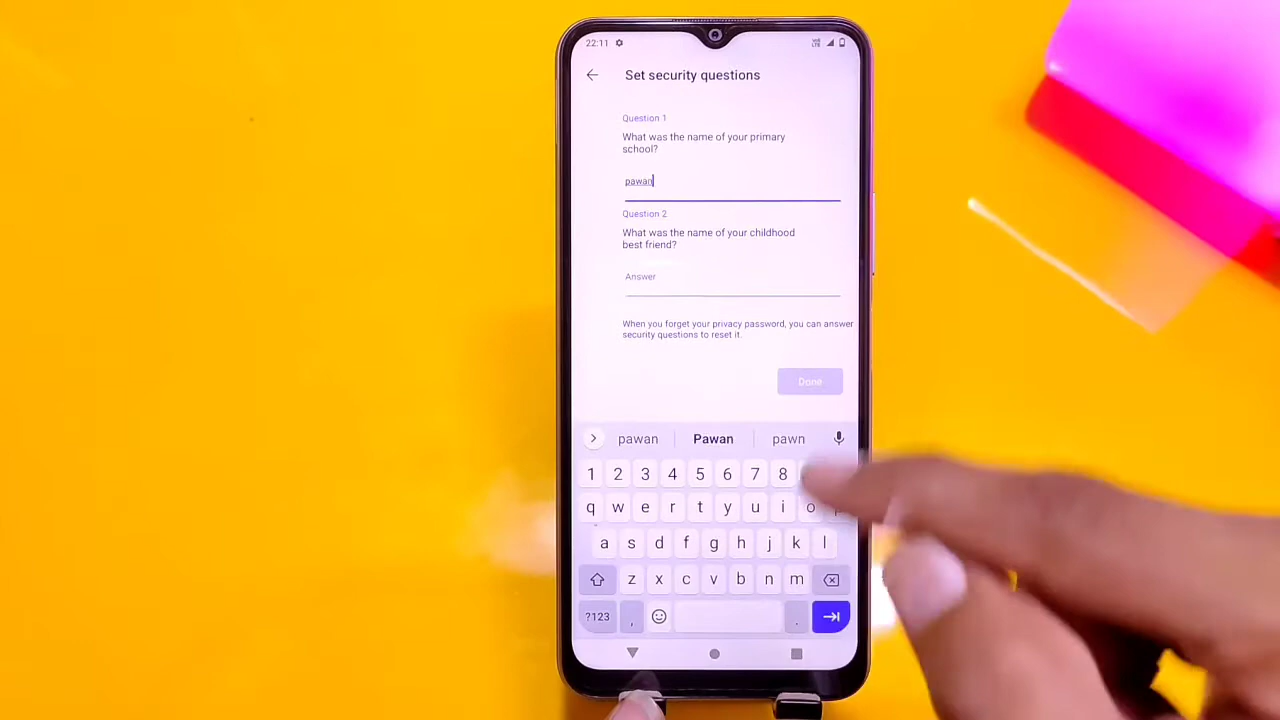 22:11
Set security questions
Question 1
What was the name of your primary
school?
pawan
Question 2
What was the name of your childhood
best friend?
Answer
When you forget your privacy password, you can answer
security questions to reset it.
Done
pawan Pawan pawn
1 2 3 4 5 6 7 8
q w e r t y u i o p
a s d f g h j k l
z x c v b n m
?123 , .